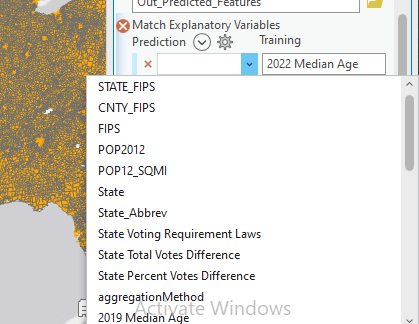 Out_Predicted_Features
Match Explanatory Variables
Prediction Training
2022 Median Age
STATE_FIPS
CNTY_FIPS
FIPS
POP2012
POP12_SQMI
State
State_Abbrev
State Voting Requirement Laws
State Total Votes Difference
State Percent Votes Difference
aggregationMethod
Activate Windows
2019 Median Age